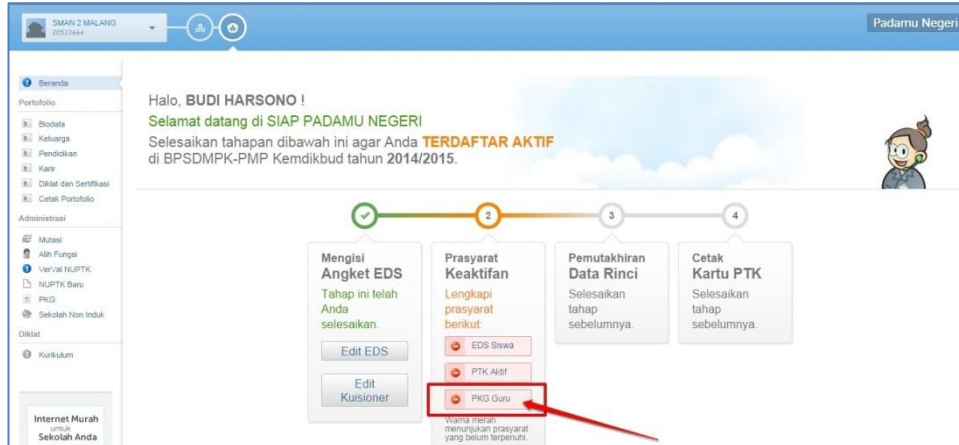 SMAN 2 MALANG
20533664
Padamu Negeri
Beranda
Portofolio
Biodata
Keluarga
Pendidikan
Karir
Diklat dan Sertifikasi
Cetak Portofolio
Administrasi
Mutasi
Alih Fungsi
VerVal NUPTK
NUPTK Baru
PKG
Sekolah Non Induk
Diklat
Kurikulum
Internet Murah
untuk
Sekolah Anda
Halo, BUDI HARSONO !
Selamat datang di SIAP PADAMU NEGERI
Selesaikan tahapan dibawah ini agar Anda TERDAFTAR AKTIF
di BPSDMPK-PMP Kemdikbud tahun 2014/2015.
Mengisi
Angket EDS
Tahap ini telah
Anda
selesaikan.
Edit EDS
Edit
Kuisioner
2
Prasyarat
Keaktifan
Lengkapi
prasyarat
berikut:
EDS Siswa
PTK Aktif
PKG Guru
Warna merah
menunjukan prasyarat
yang belum terpenuhi.
3
Pemutakhiran
Data Rinci
Selesaikan
tahap
sebelumnya.
4
Cetak
Kartu PTK
Selesaikan
tahap
sebelumnya.